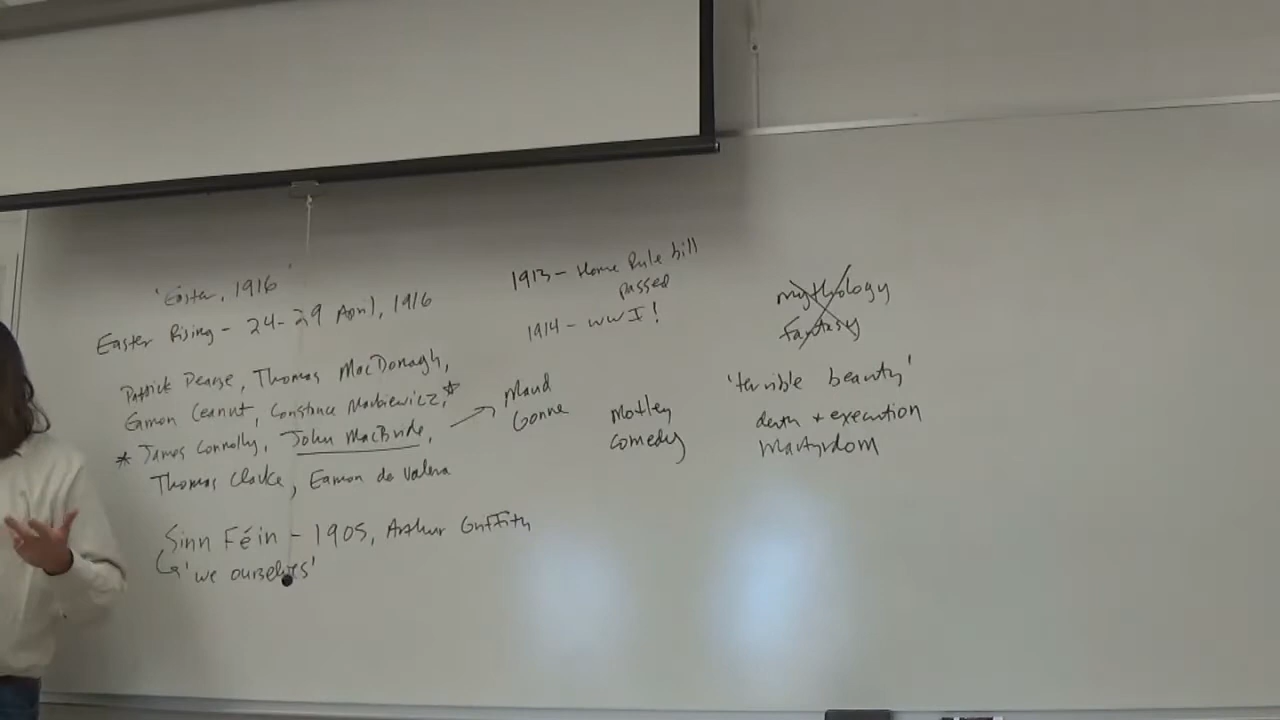 'Easter, 1916'
Easter Rising - 24-29 April, 1916
Patrick Pearse, Thomas MacDonagh,
Eamon Ceannt, Constance Markiewicz,*
* James Connolly, John MacBride,
Thomas Clarke, Eamon de Valera
Sinn Féin - 1905, Arthur Griffith
'we ourselves'
1913 - Home Rule bill
passed
1914 - WWI!
Maud
Gonne
Motley
comedy
mythology
fantasy
'terrible beauty'
death + execution
Martyrdom